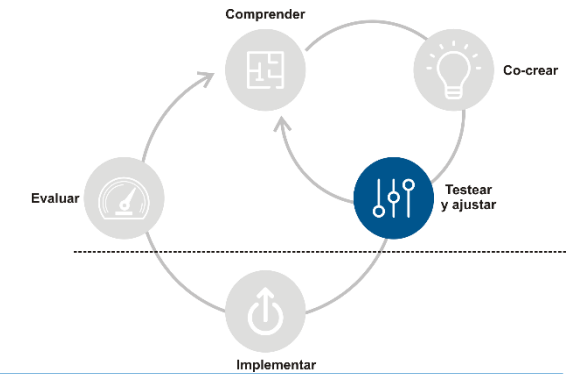 Comprender
Co-crear
Testear
y ajustar
Evaluar
Implementar